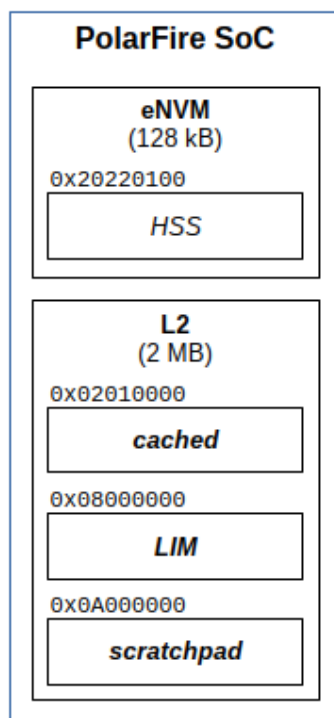 PolarFire SoC
eNVM
(128 kB)
0x20220100
HSS
L2
(2 MB)
0x02010000
cached
0x08000000
LIM
0x0A000000
scratchpad